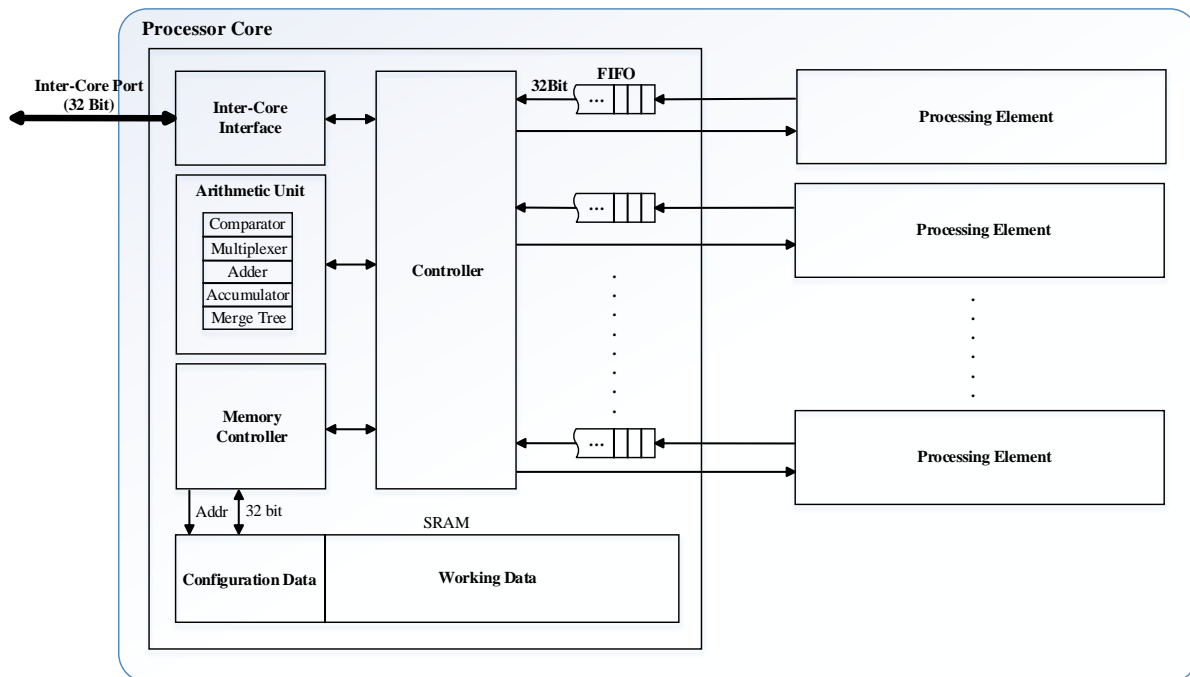 Processor Core
Inter-Core Port
(32 Bit)
Inter-Core
Interface
Arithmetic Unit
Comparator
Multiplexer
Adder
Accumulator
Merge Tree
Memory
Controller
Addr
32 bit
Controller
32Bit
FIFO
...
...
...
Processing Element
Processing Element
Processing Element
SRAM
Configuration Data
Working Data